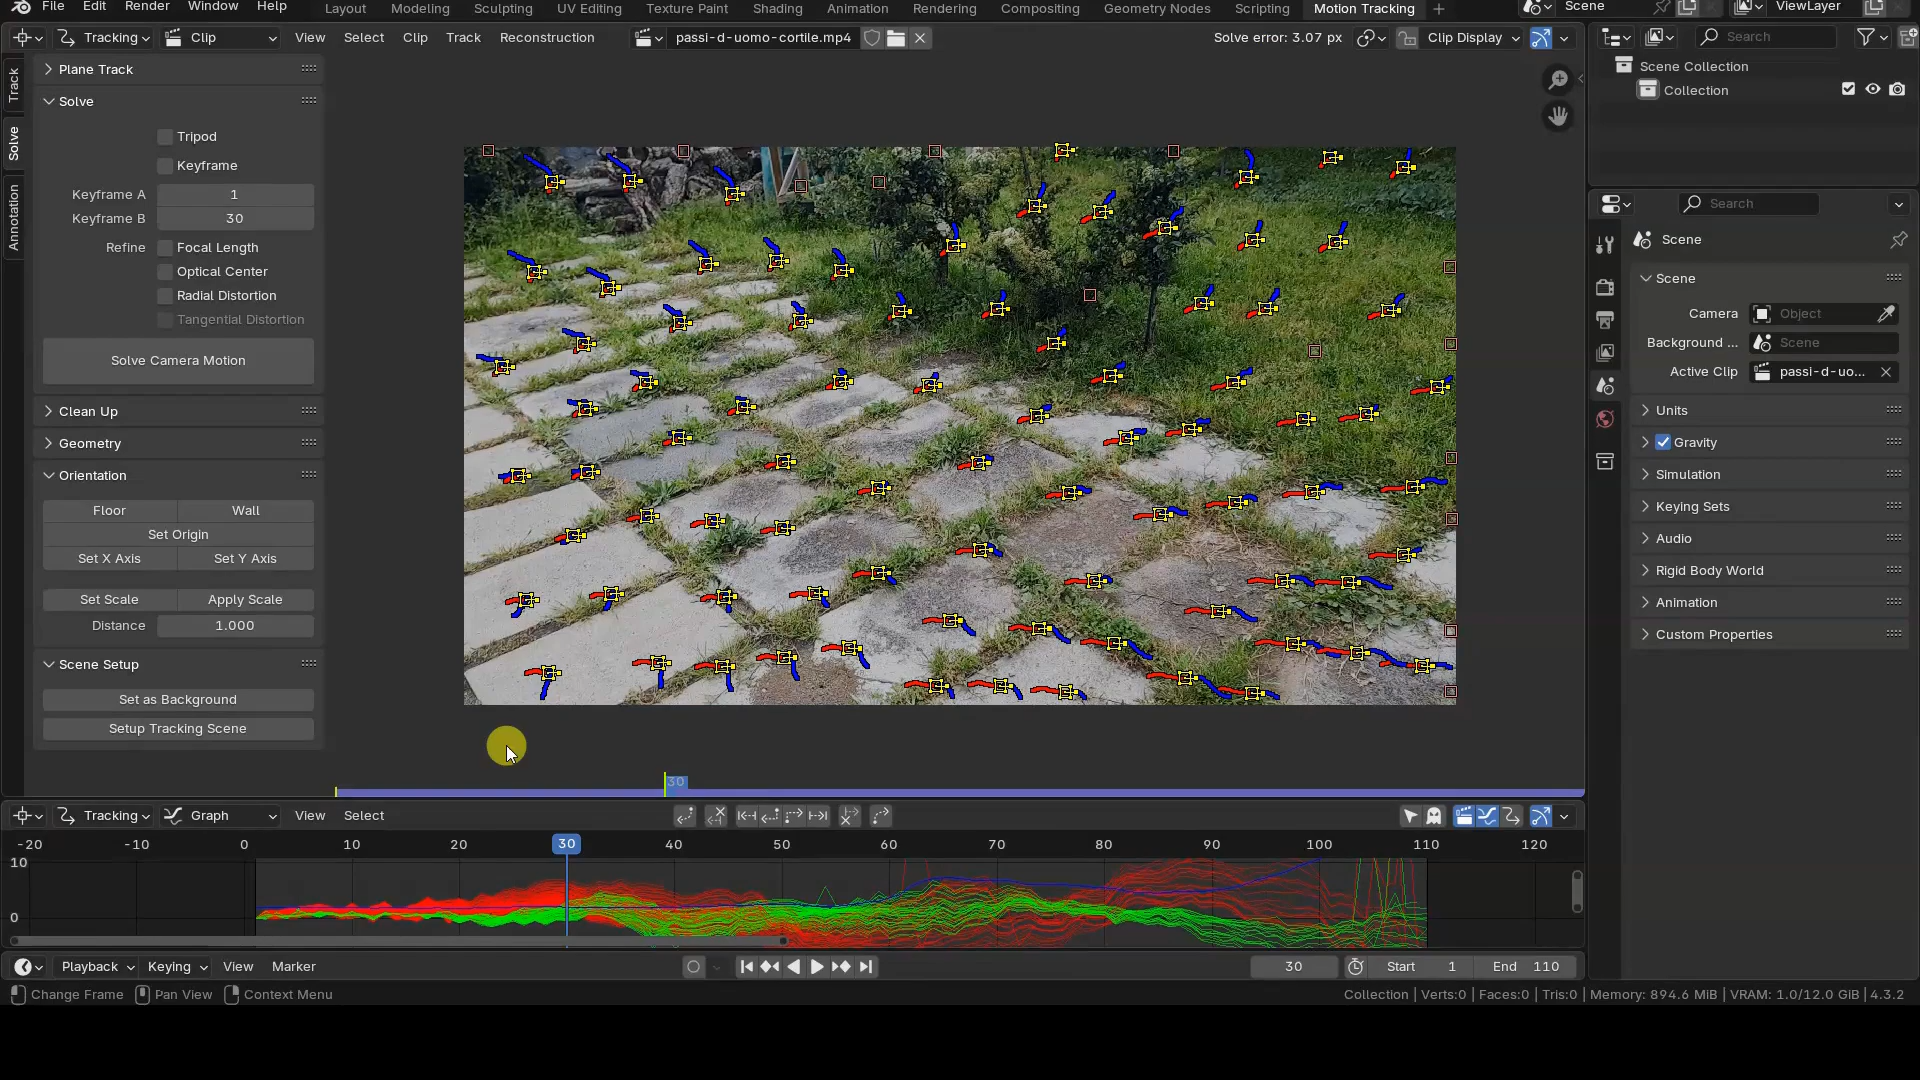 File Edit Render Window Help Layout Modeling Sculpting UV Editing Texture Paint Shading Animation Rendering Compositing Geometry Nodes Scripting Motion Tracking + Scene ViewLayer
Tracking Clip View Select Clip Track Reconstruction passi-d-uomo-cortile.mp4 Solve error: 3.07 px Clip Display Search
Track
Solve
Annotation
Plane Track
Solve
Tripod
Keyframe
Keyframe A 1
Keyframe B 30
Refine Focal Length
Optical Center
Radial Distortion
Tangential Distortion
Solve Camera Motion
Clean Up
Geometry
Orientation
Floor Wall
Set Origin
Set X Axis Set Y Axis
Set Scale Apply Scale
Distance 1.000
Scene Setup
Set as Background
Setup Tracking Scene
30
Scene Collection
Collection
Search
Scene
Scene
Camera Object
Background ... Scene
Active Clip passi-d-uo...
Units
Gravity
Simulation
Keying Sets
Audio
Rigid Body World
Animation
Custom Properties
Tracking Graph View Select
-20 -10 0 10 20 30 40 50 60 70 80 90 100 110 120
10
0
Playback Keying View Marker 30 Start 1 End 110
Change Frame Pan View Context Menu Collection | Verts:0 | Faces:0 | Tris:0 | Memory: 894.6 MiB | VRAM: 1.0/12.0 GiB | 4.3.2